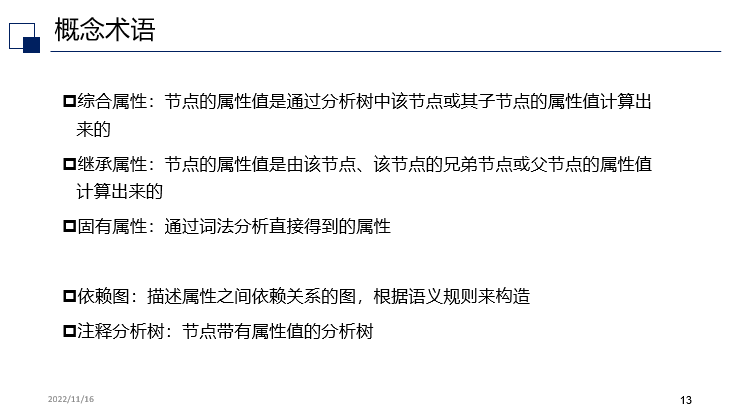 概念术语
综合属性：节点的属性值是通过分析树中该节点或其子节点的属性值计算出
来的
继承属性：节点的属性值是由该节点、该节点的兄弟节点或父节点的属性值
计算出来的
固有属性：通过词法分析直接得到的属性
依赖图：描述属性之间依赖关系的图，根据语义规则来构造
注释分析树：节点带有属性值的分析树
2022/11/16
13